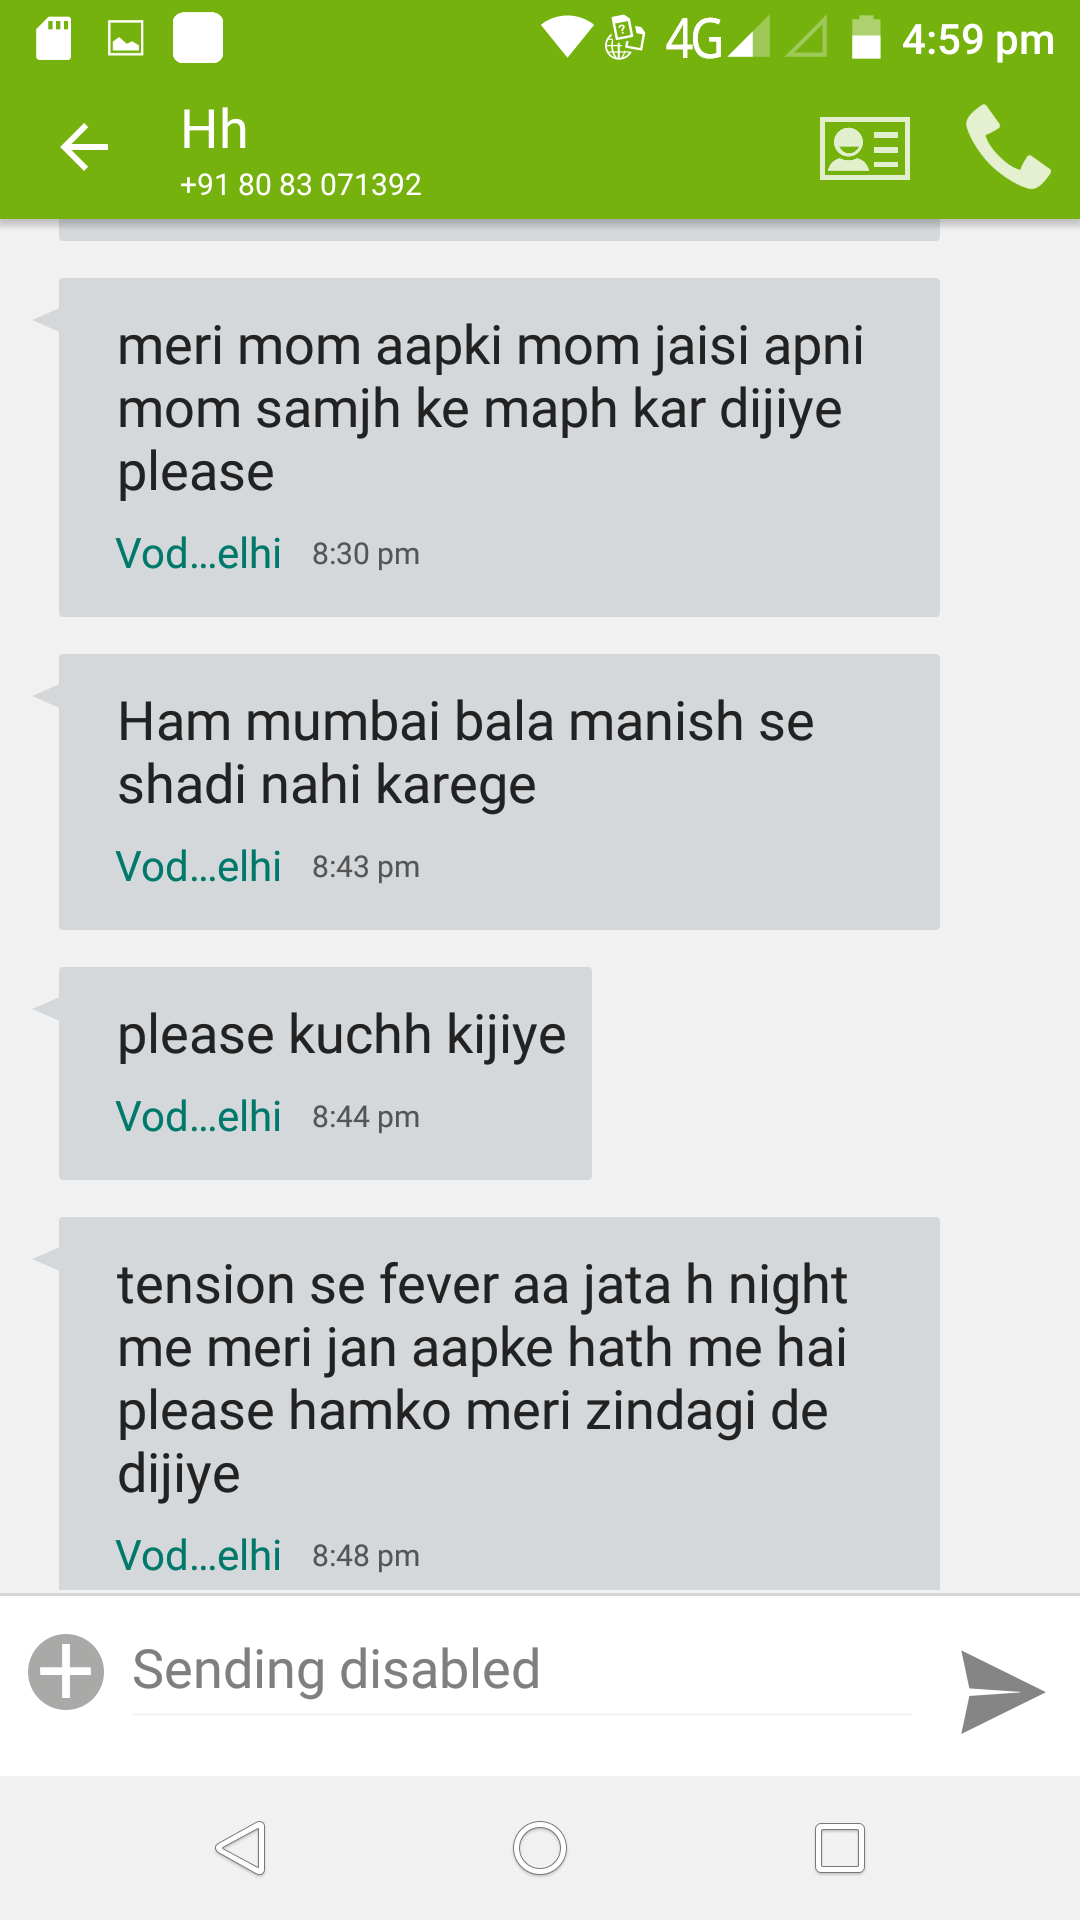 4G 4:59 pm
Hh
+91 80 83 071392
meri mom aapki mom jaisi apni
mom samjh ke maph kar dijiye
please
Vod...elhi 8:30 pm
Ham mumbai bala manish se
shadi nahi karege
Vod...elhi 8:43 pm
please kuchh kijiye
Vod...elhi 8:44 pm
tension se fever aa jata h night
me meri jan aapke hath me hai
please hamko meri zindagi de
dijiye
Vod...elhi 8:48 pm
Sending disabled